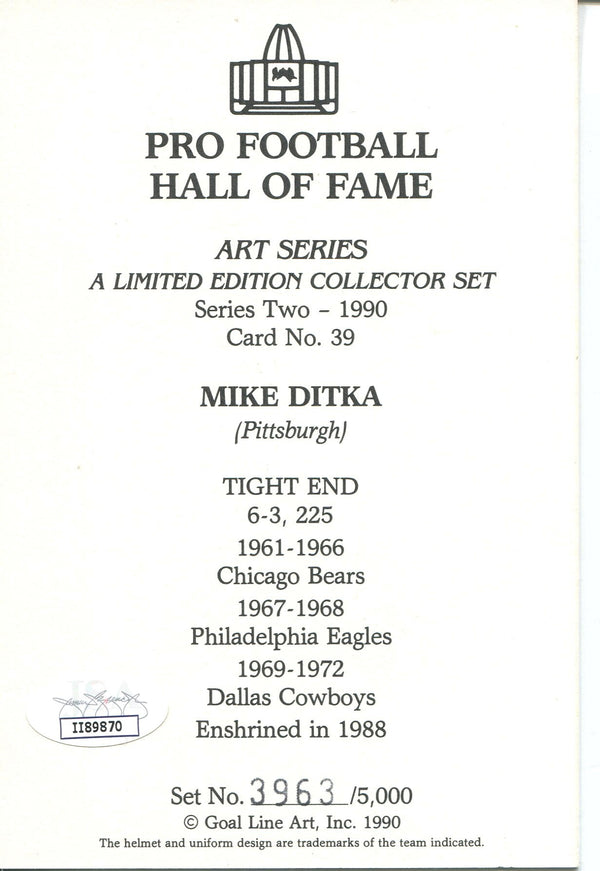 PRO FOOTBALL
HALL OF FAME
ART SERIES
A LIMITED EDITION COLLECTOR SET
Series Two – 1990
Card No. 39
MIKE DITKA
(Pittsburgh)
TIGHT END
6-3, 225
1961-1966
Chicago Bears
1967-1968
Philadelphia Eagles
1969-1972
Dallas Cowboys
Enshrined in 1988
JSA
II89870
Set No. 3963/5,000
© Goal Line Art, Inc. 1990
The helmet and uniform design are trademarks of the team indicated.